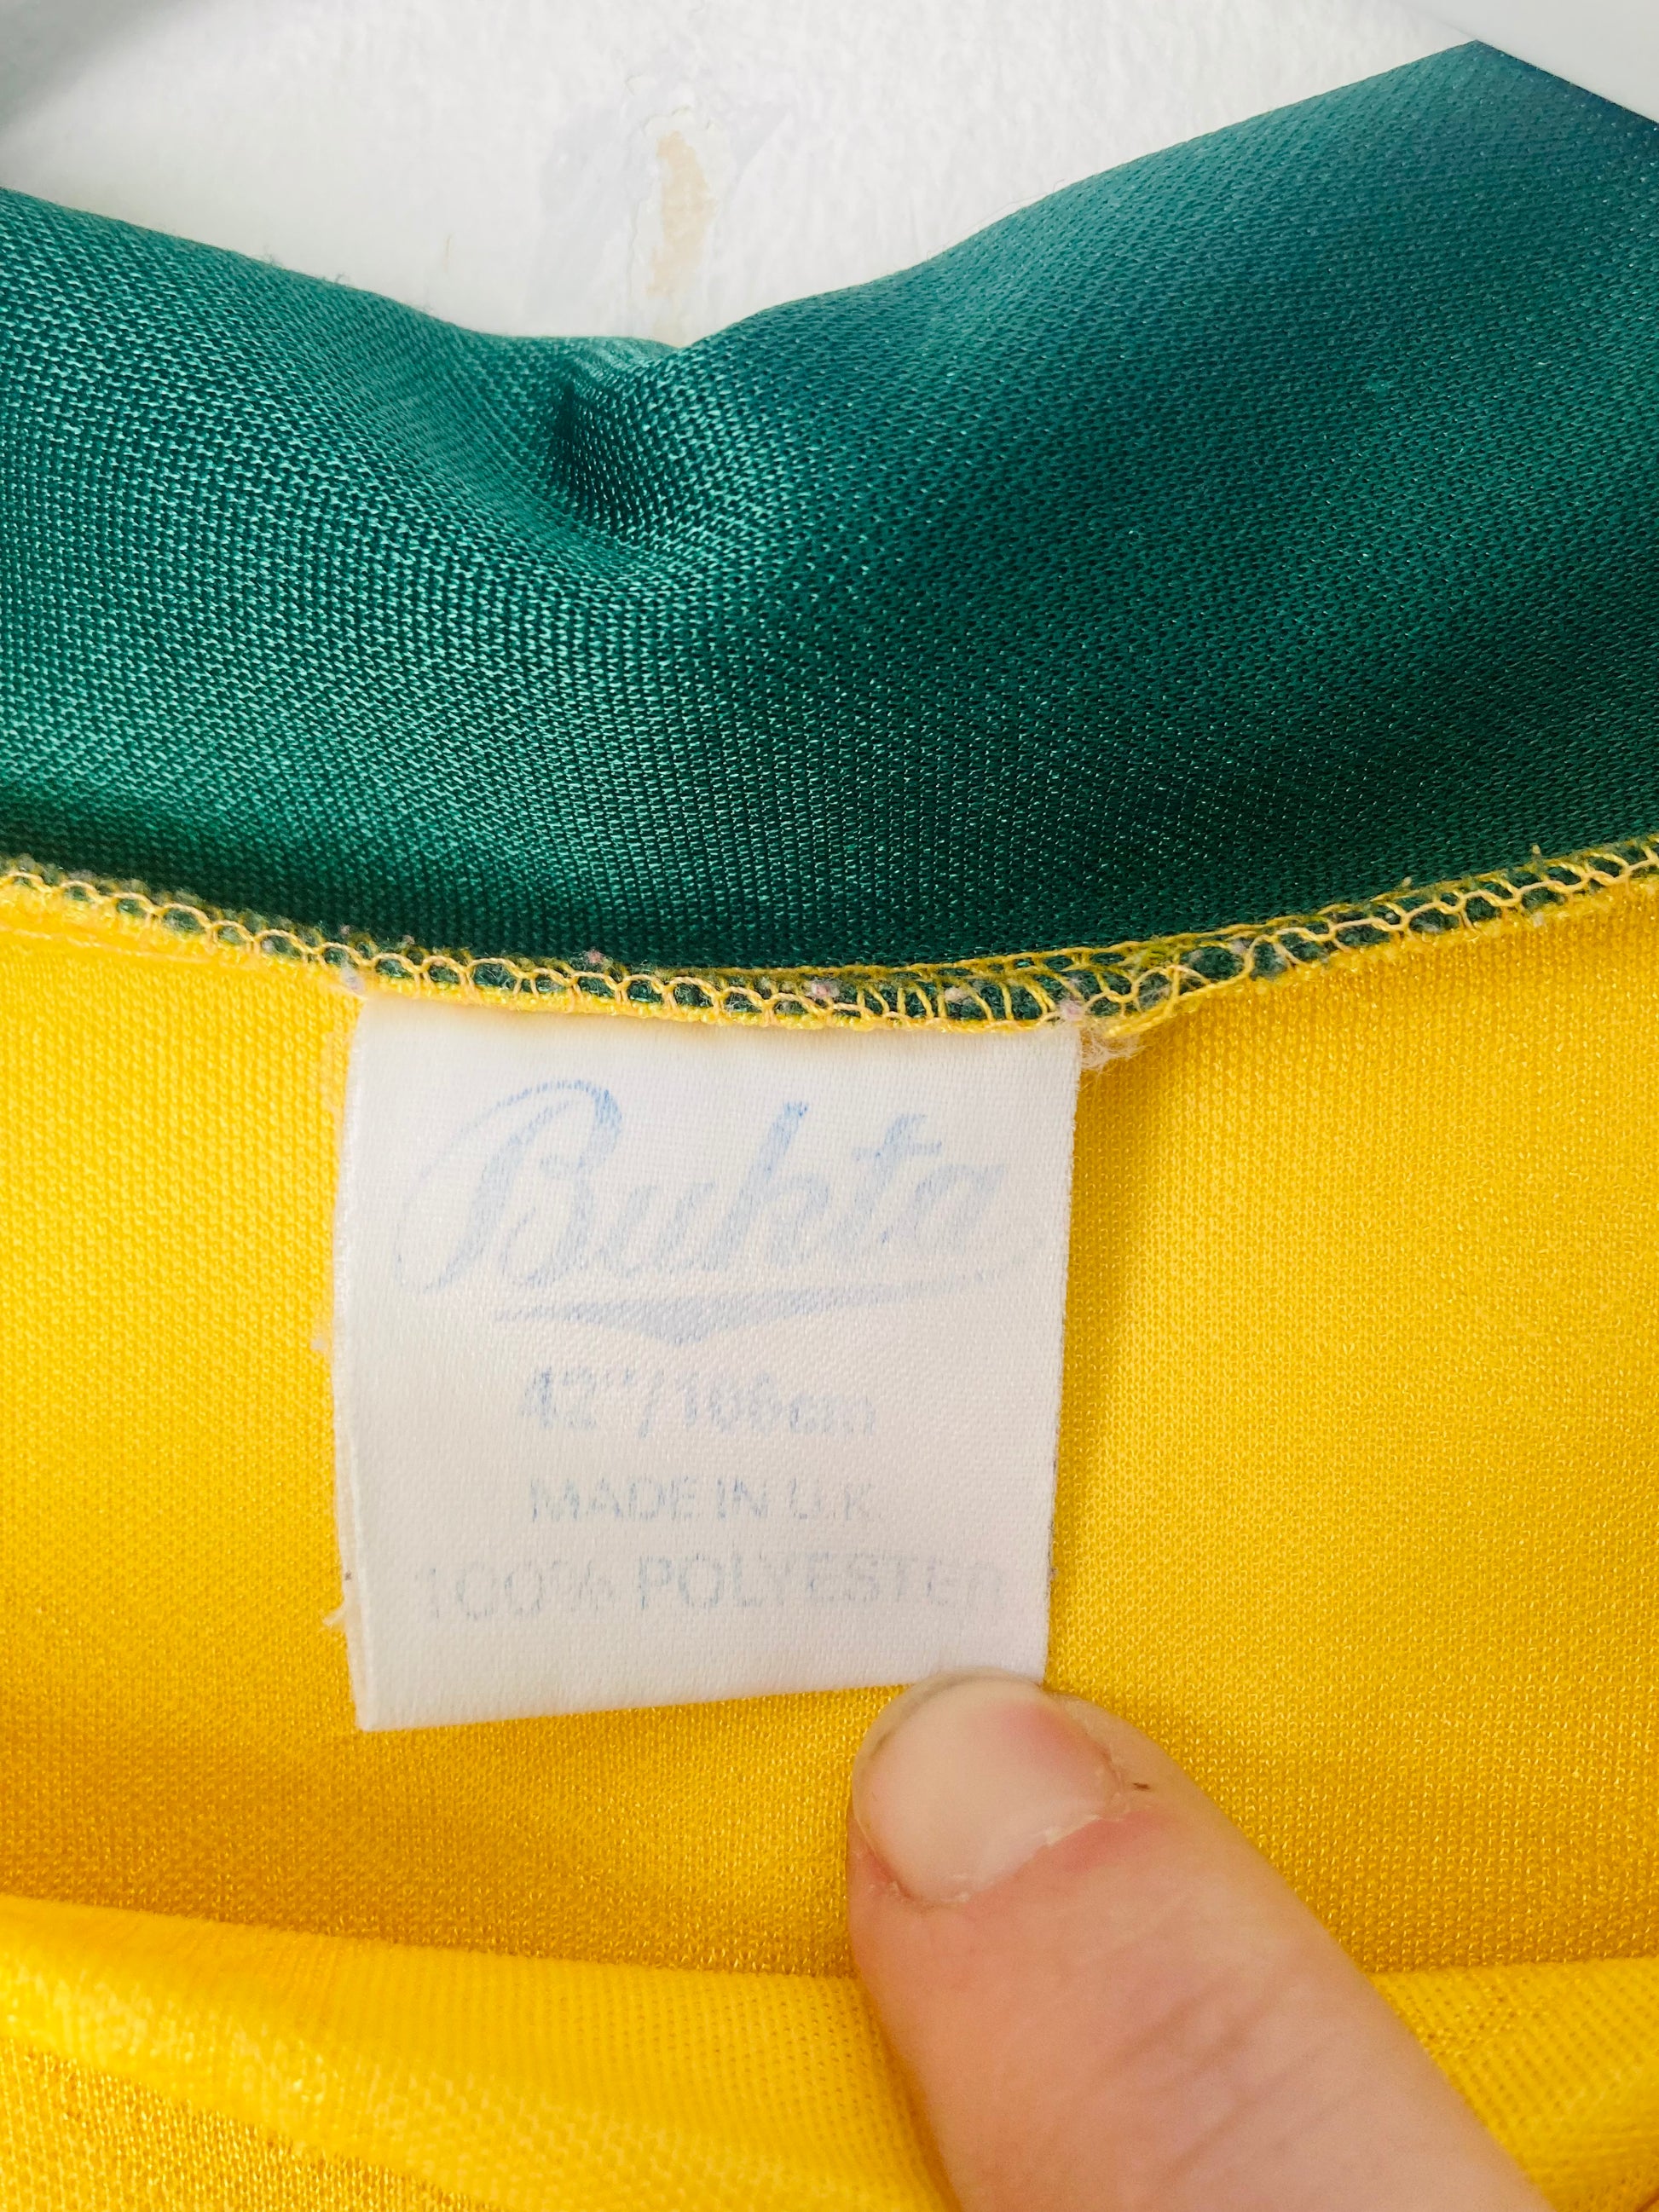 Bukta
42"/106cm
MADE IN U.K.
100% POLYESTER